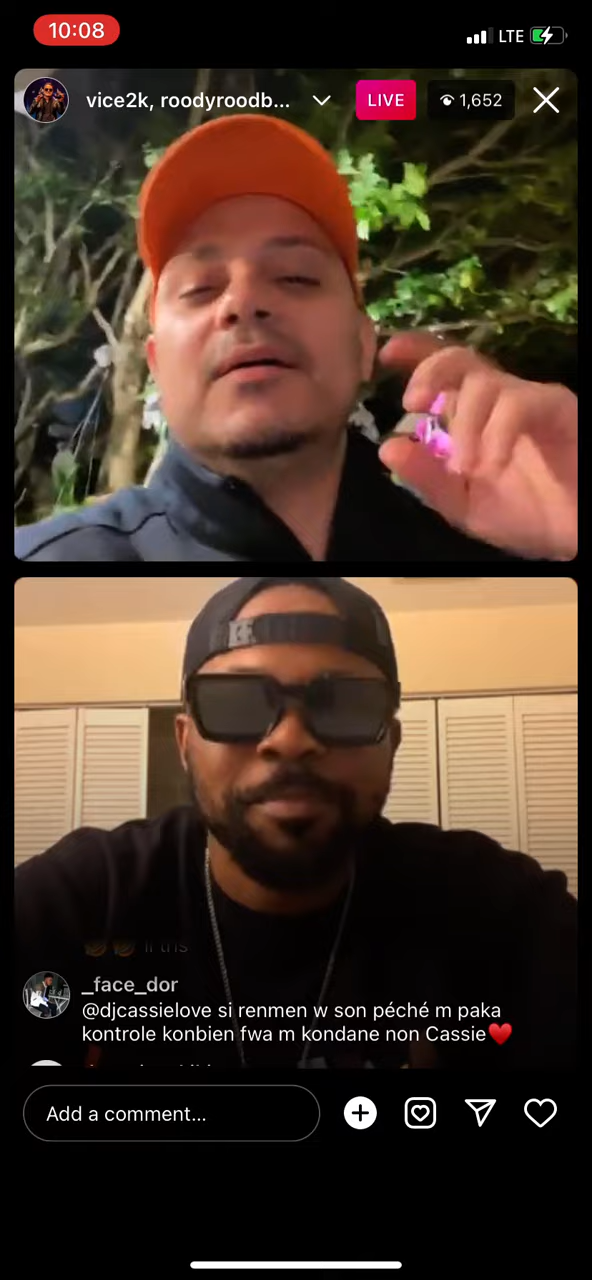 10:08
LTE
vice2k, roodyroodb...
LIVE
1,652
_face_dor
@djcassielove si renmen w son péché m paka
kontrole konbien fwa m kondane non Cassie♥️
Add a comment...